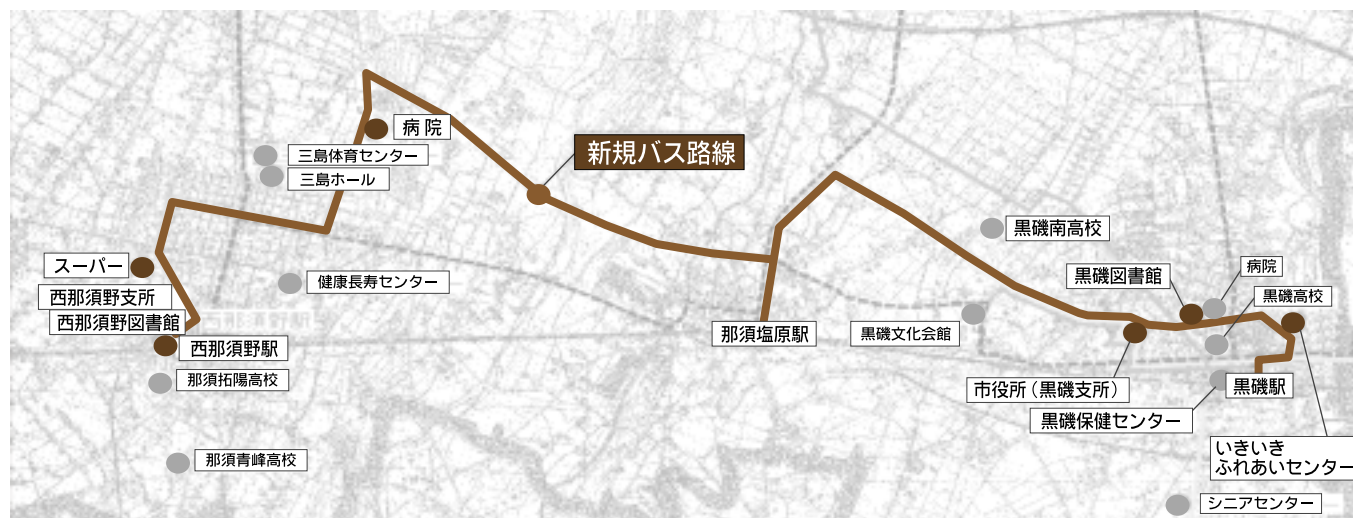 病院
新規バス路線
三島体育センター
三島ホール
黒磯南高校
スーパー
健康長寿センター
黒磯図書館
病院
西那須野支所
西那須野図書館
黒磯高校
西那須野駅
那須塩原駅
黒磯文化会館
那須拓陽高校
市役所（黒磯支所）
黒磯駅
黒磯保健センター
那須青峰高校
いきいき
ふれあいセンター
シニアセンター